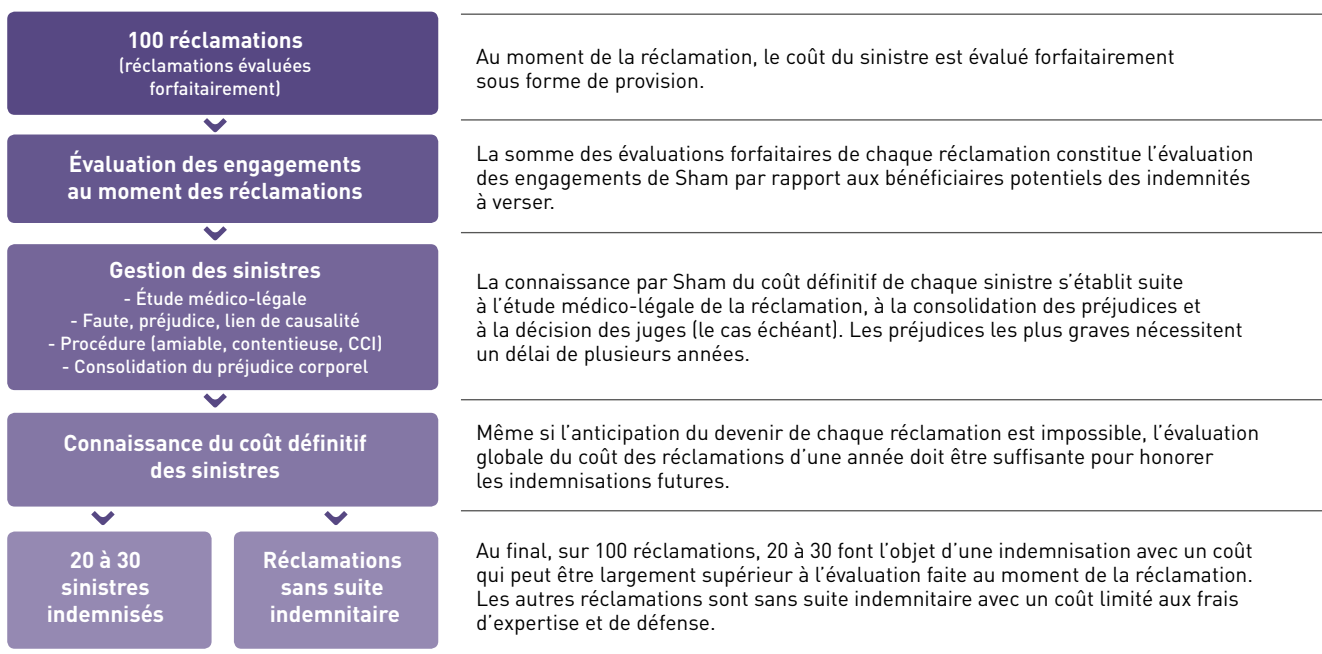 100 réclamations
(réclamations évaluées
forfaitairement)
Au moment de la réclamation, le coût du sinistre est évalué forfaitairement
sous forme de provision.
Évaluation des engagements
au moment des réclamations
La somme des évaluations forfaitaires de chaque réclamation constitue l’évaluation
des engagements de Sham par rapport aux bénéficiaires potentiels des indemnités
à verser.
Gestion des sinistres
- Étude médico-légale
- Faute, préjudice, lien de causalité
- Procédure (amiable, contentieuse, CCI)
- Consolidation du préjudice corporel
La connaissance par Sham du coût définitif de chaque sinistre s’établit suite
à l’étude médico-légale de la réclamation, à la consolidation des préjudices et
à la décision des juges (le cas échéant). Les préjudices les plus graves nécessitent
un délai de plusieurs années.
Connaissance du coût définitif
des sinistres
Même si l’anticipation du devenir de chaque réclamation est impossible, l’évaluation
globale du coût des réclamations d’une année doit être suffisante pour honorer
les indemnisations futures.
20 à 30
sinistres
indemnisés
Réclamations
sans suite
indemnitaire
Au final, sur 100 réclamations, 20 à 30 font l’objet d’une indemnisation avec un coût
qui peut être largement supérieur à l’évaluation faite au moment de la réclamation.
Les autres réclamations sont sans suite indemnitaire avec un coût limité aux frais
d’expertise et de défense.